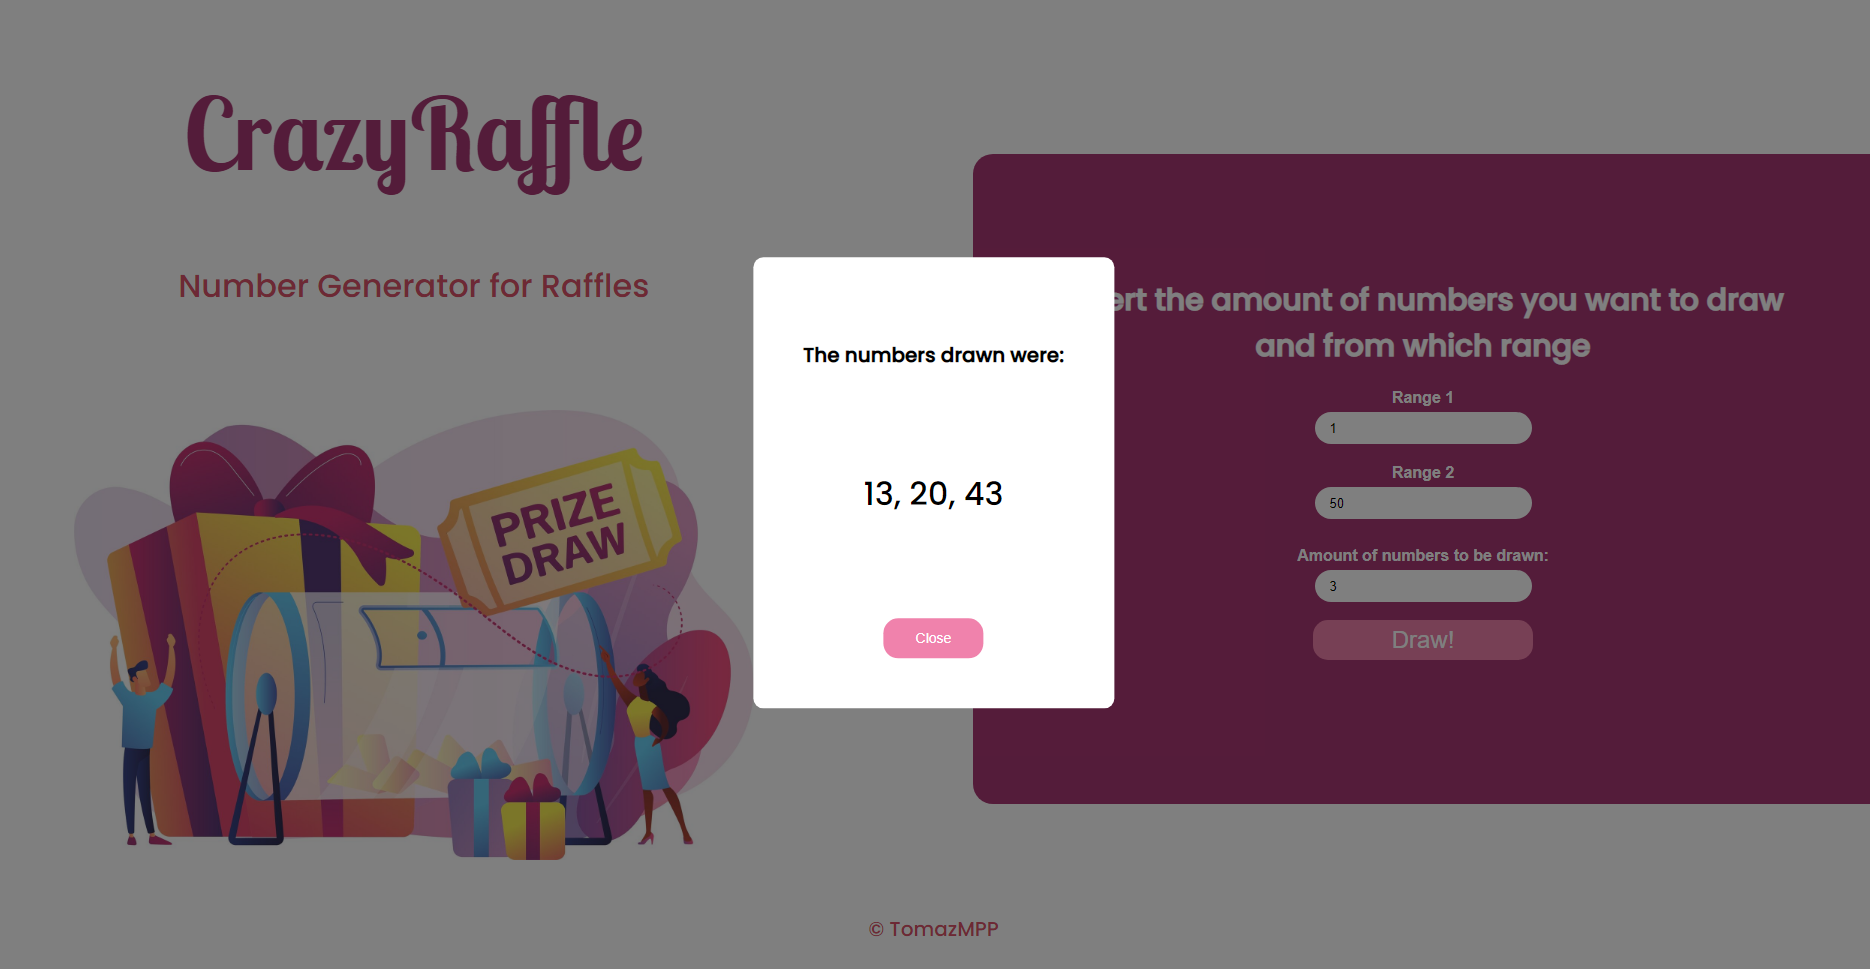 CrazyRaffle
Number Generator for Raffles
PRIZE
DRAW
The numbers drawn were:
13, 20, 43
Close
ert the amount of numbers you want to draw
and from which range
Range 1
1
Range 2
50
Amount of numbers to be drawn:
3
Draw!
© TomazMPP